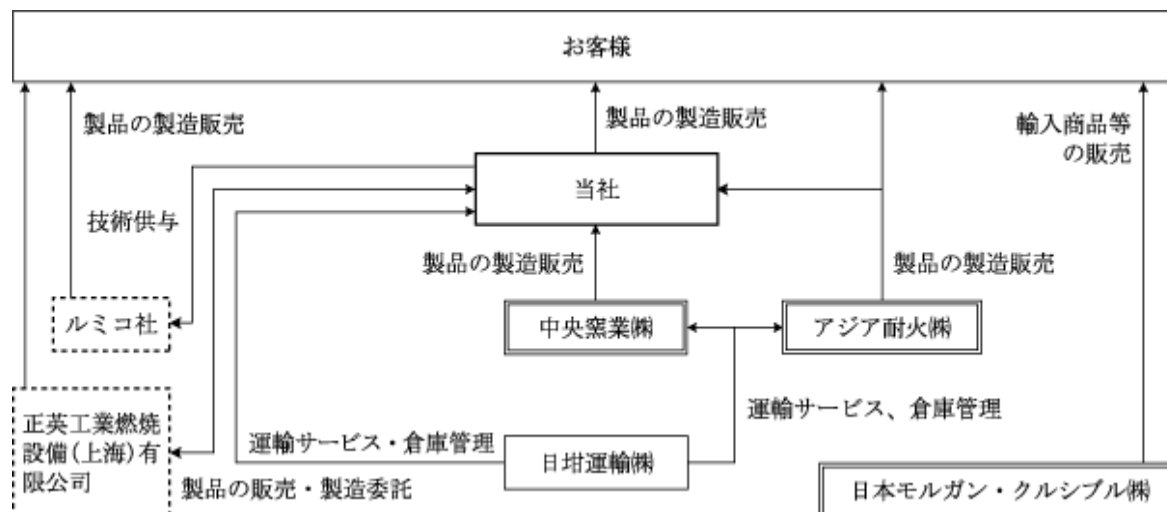 お客様
製品の製造販売
製品の製造販売
輸入商品等
の販売
当社
技術供与
製品の製造販売
製品の製造販売
ルミコ社
中央窯業㈱
アジア耐火㈱
正英工業燃焼
設備(上海)有
限公司
運輸サービス、倉庫管理
運輸サービス・倉庫管理
日坩運輸㈱
製品の販売・製造委託
日本モルガン・クルシブル㈱